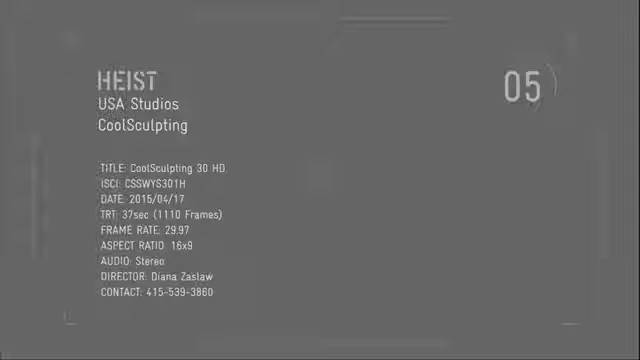 HEIST
USA Studios
CoolSculpting
05
TITLE: CoolSculpting 30 HD
ISCI: CSSWYS301H
DATE: 2015/04/17
TRT: 37sec (1110 Frames)
FRAME RATE: 29.97
ASPECT RATIO: 16x9
AUDIO: Stereo
DIRECTOR: Diana Zaslaw
CONTACT: 415-539-3860